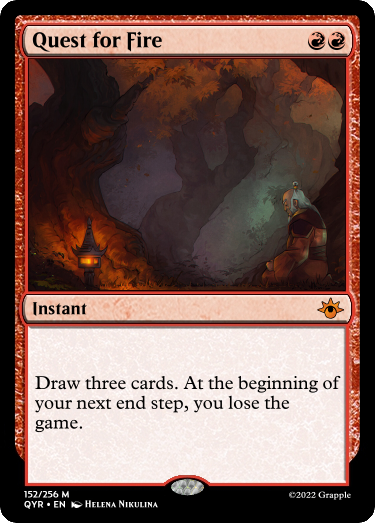 Quest for Fire
Instant
Draw three cards. At the beginning of
your next end step, you lose the
game.
152/256 M
QYR • EN Helena Nikulina
©2022 Grapple